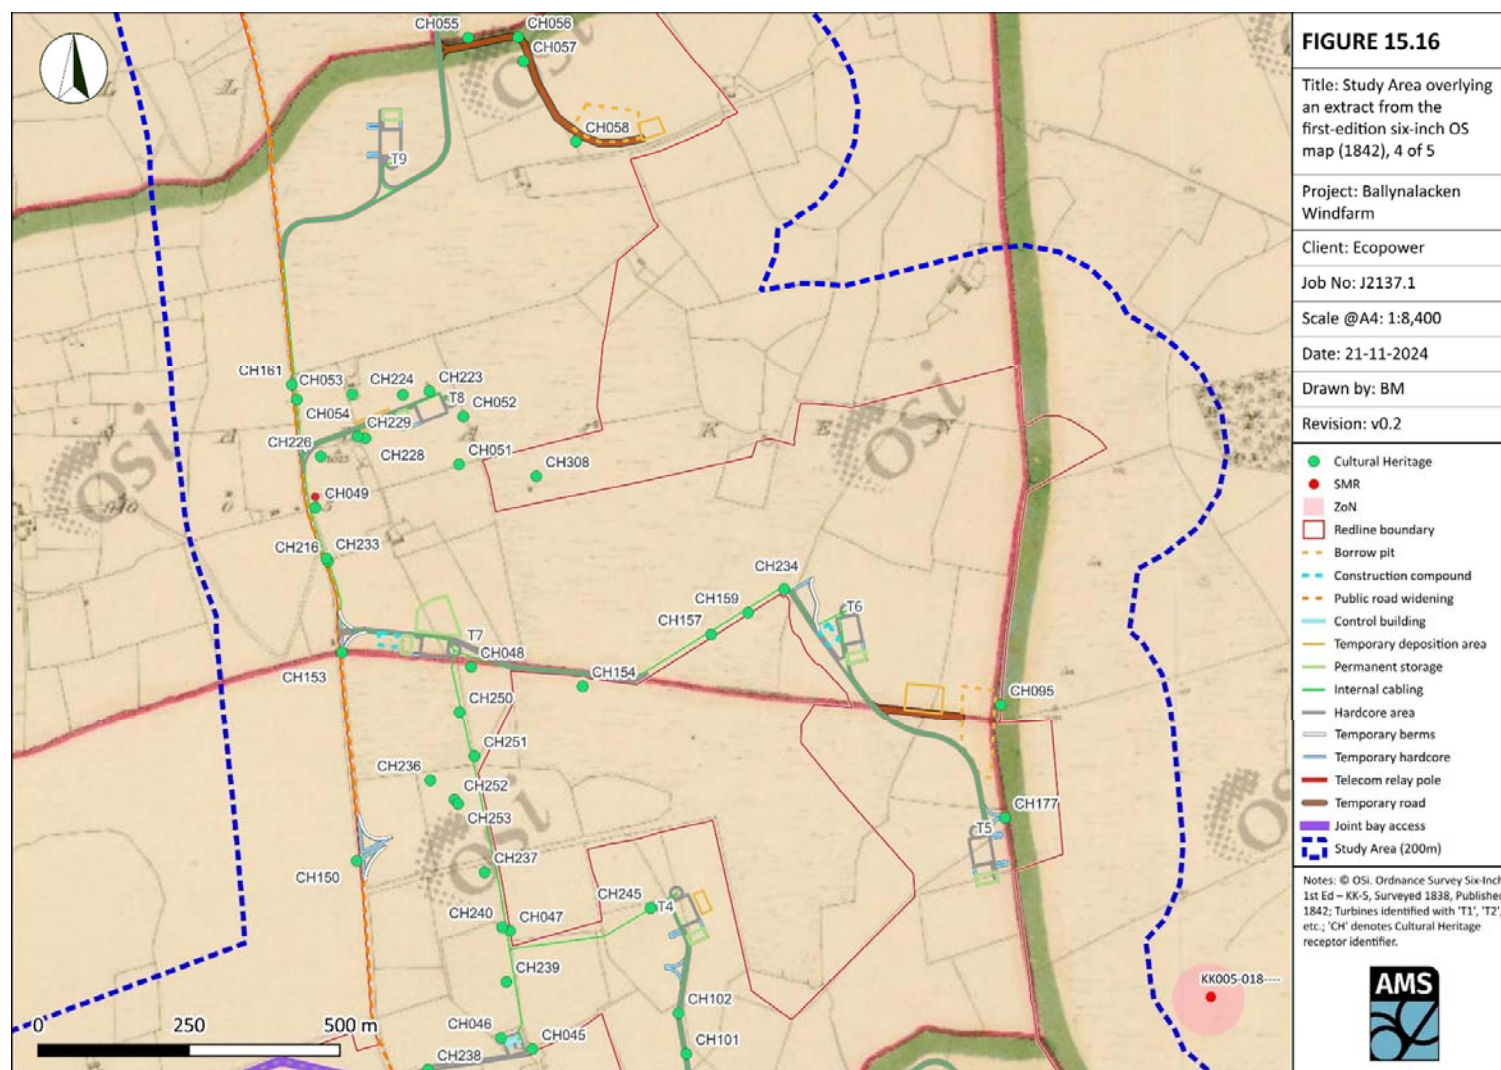 CH055
CH056
CH057
CH058
T9
CH161
CH053
CH224
CH223
T8
CH052
CH054
CH229
CH226
CH228
CH051
CH308
CH049
CH216
CH233
CH234
CH159
CH157
T6
T7
CH048
CH153
CH154
CH095
CH250
CH251
CH236
CH252
CH253
CH177
T5
CH150
CH237
CH245
T4
CH240
CH047
CH239
KK005-018----
CH102
CH046
CH045
CH101
CH238
0 250 500 m
OSi
OSi
OSi
OSi
OSi
OSi
FIGURE 15.16
Title: Study Area overlying
an extract from the
first-edition six-inch OS
map (1842), 4 of 5
Project: Ballynalacken
Windfarm
Client: Ecopower
Job No: J2137.1
Scale @A4: 1:8,400
Date: 21-11-2024
Drawn by: BM
Revision: v0.2
Cultural Heritage
SMR
ZoN
Redline boundary
Borrow pit
Construction compound
Public road widening
Control building
Temporary deposition area
Permanent storage
Internal cabling
Hardcore area
Temporary berms
Temporary hardcore
Telecom relay pole
Temporary road
Joint bay access
Study Area (200m)
Notes: © OSi. Ordnance Survey Six-Inch
1st Ed – KK-5, Surveyed 1838, Published
1842; Turbines identified with 'T1', 'T2',
etc.; 'CH' denotes Cultural Heritage
receptor identifier.
AMS